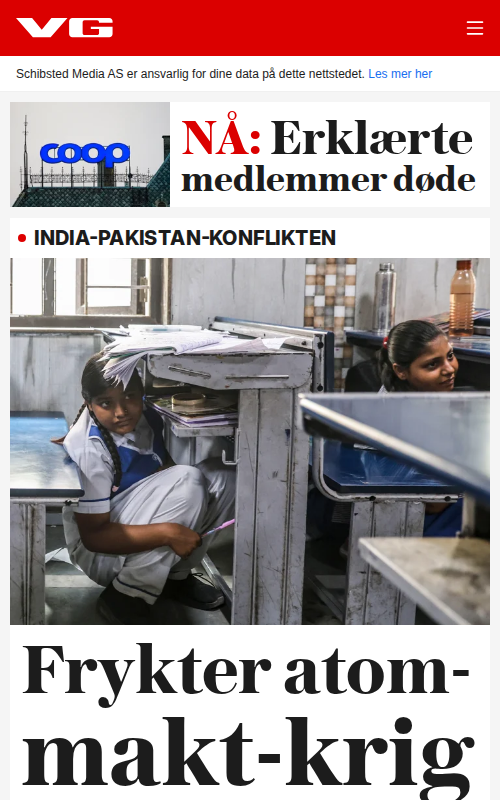 VG
Schibsted Media AS er ansvarlig for dine data på dette nettstedet. Les mer her
coop
NÅ: Erklærte
medlemmer døde
INDIA-PAKISTAN-KONFLIKTEN
Frykter atom-
makt-krig